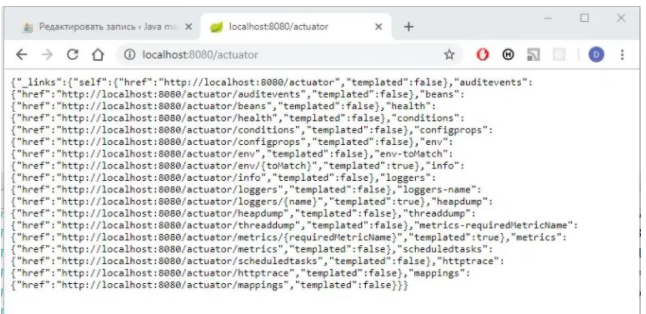 Редактировать запись ‹ Java ma
localhost:8080/actuator
localhost:8080/actuator
D
{"_links":{"self":{"href":"http://localhost:8080/actuator","templated":false},"auditevents":
{"href":"http://localhost:8080/actuator/auditevents","templated":false},"beans":
{"href":"http://localhost:8080/actuator/beans","templated":false},"health":
{"href":"http://localhost:8080/actuator/health","templated":false},"conditions":
{"href":"http://localhost:8080/actuator/conditions","templated":false},"configprops":
{"href":"http://localhost:8080/actuator/configprops","templated":false},"env":
{"href":"http://localhost:8080/actuator/env","templated":false},"env-toMatch":
{"href":"http://localhost:8080/actuator/env/{toMatch}","templated":true},"info":
{"href":"http://localhost:8080/actuator/info","templated":false},"loggers":
{"href":"http://localhost:8080/actuator/loggers","templated":false},"loggers-name":
{"href":"http://localhost:8080/actuator/loggers/{name}","templated":true},"heapdump":
{"href":"http://localhost:8080/actuator/heapdump","templated":false},"threaddump":
{"href":"http://localhost:8080/actuator/threaddump","templated":false},"metrics-requiredMetricName":
{"href":"http://localhost:8080/actuator/metrics/{requiredMetricName}","templated":true},"metrics":
{"href":"http://localhost:8080/actuator/metrics","templated":false},"scheduledtasks":
{"href":"http://localhost:8080/actuator/scheduledtasks","templated":false},"httptrace":
{"href":"http://localhost:8080/actuator/httptrace","templated":false},"mappings":
{"href":"http://localhost:8080/actuator/mappings","templated":false}}}